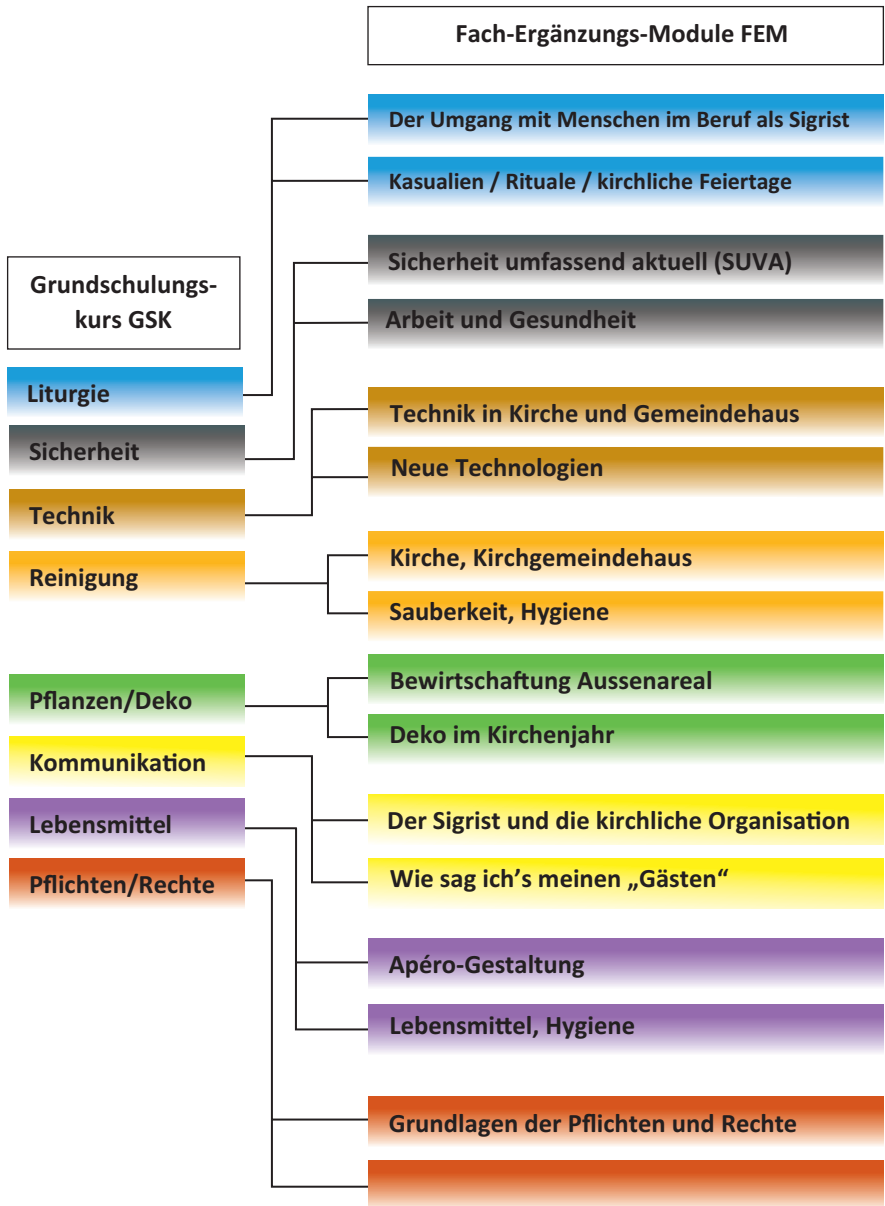 Fach-Ergänzungs-Module FEM
Der Umgang mit Menschen im Beruf als Sigrist
Kasualien / Rituale / kirchliche Feiertage
Sicherheit umfassend aktuell (SUVA)
Arbeit und Gesundheit
Technik in Kirche und Gemeindehaus
Neue Technologien
Kirche, Kirchgemeindehaus
Sauberkeit, Hygiene
Bewirtschaftung Aussenareal
Deko im Kirchenjahr
Der Sigrist und die kirchliche Organisation
Wie sag ich’s meinen „Gästen“
Apéro-Gestaltung
Lebensmittel, Hygiene
Grundlagen der Pflichten und Rechte
Grundschulungs-
kurs GSK
Liturgie
Sicherheit
Technik
Reinigung
Pflanzen/Deko
Kommunikation
Lebensmittel
Pflichten/Rechte